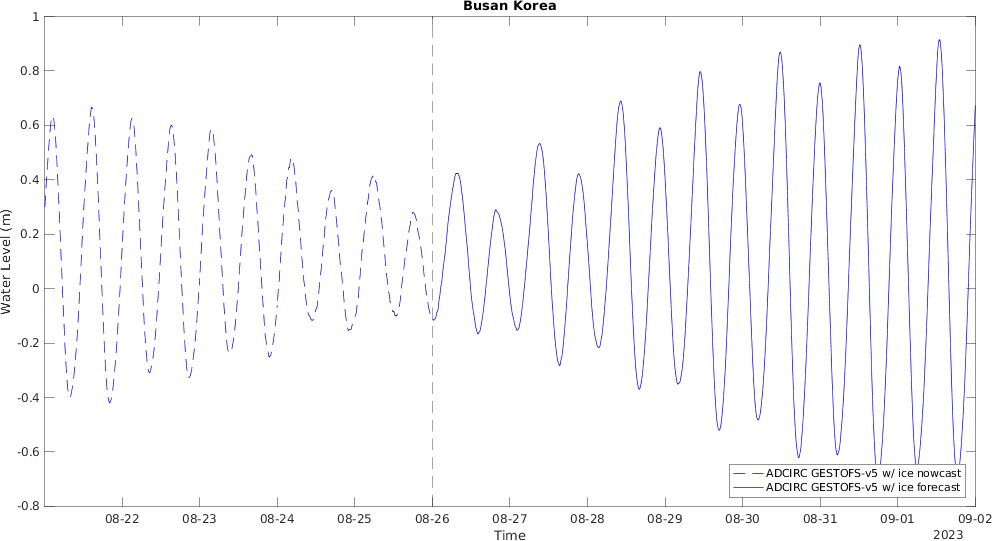 Busan Korea
1
0.8
0.6
0.4
0.2
0
-0.2
-0.4
-0.6
-0.8
Water Level (m)
ADCIRC GESTOFS-v5 w/ ice nowcast
ADCIRC GESTOFS-v5 w/ ice forecast
08-22 08-23 08-24 08-25 08-26 08-27 08-28 08-29 08-30 08-31 09-01 09-02
Time 2023